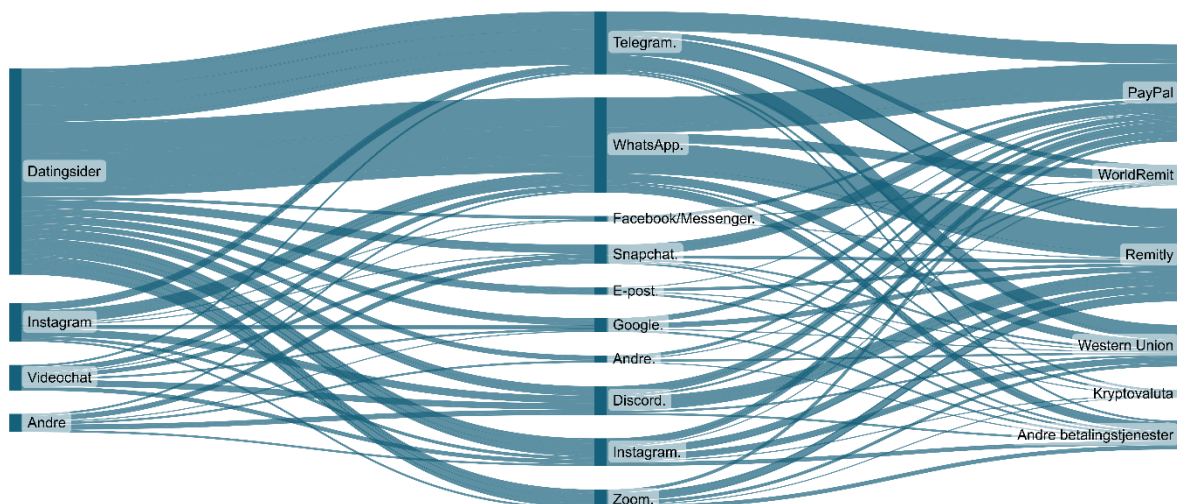 Datingsider
Instagram
Videochat
Andre
Telegram.
WhatsApp.
Facebook/Messenger.
Snapchat.
E-post.
Google.
Andre.
Discord.
Instagram.
Zoom.
PayPal
WorldRemit
Remitly
Western Union
Kryptovaluta
Andre betalingstjenester